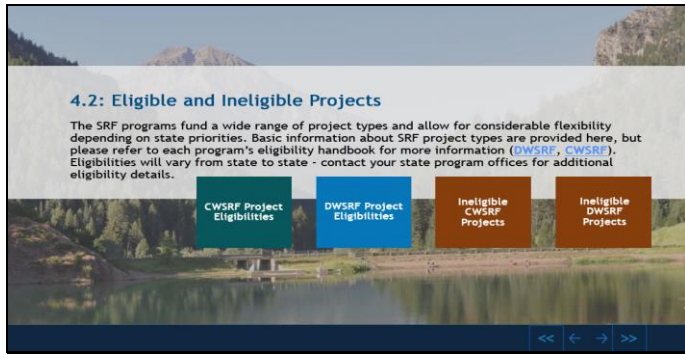 4.2: Eligible and Ineligible Projects
The SRF programs fund a wide range of project types and allow for considerable flexibility
depending on state priorities. Basic information about SRF project types are provided here, but
please refer to each program's eligibility handbook for more information (DWSRF, CWSRF).
Eligibilities will vary from state to state - contact your state program offices for additional
eligibility details.
CWSRF Project
Eligibilities
DWSRF Project
Eligibilities
Ineligible
CWSRF
Projects
Ineligible
DWSRF
Projects
<< ← → >>